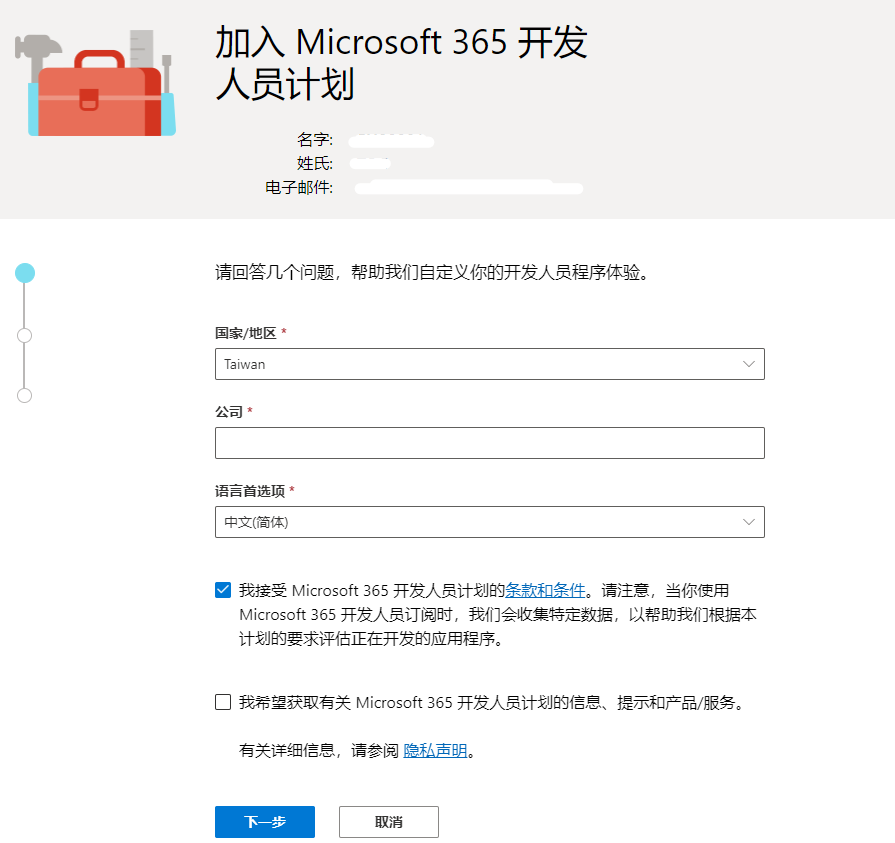 加入 Microsoft 365 开发
人员计划
名字:
姓氏:
电子邮件:
请回答几个问题，帮助我们自定义你的开发人员程序体验。
国家/地区 *
Taiwan
公司 *
语言首选项 *
中文(简体)
我接受 Microsoft 365 开发人员计划的条款和条件。请注意，当你使用
Microsoft 365 开发人员订阅时，我们会收集特定数据，以帮助我们根据本
计划的要求评估正在开发的应用程序。
我希望获取有关 Microsoft 365 开发人员计划的信息、提示和产品/服务。
有关详细信息，请参阅 隐私声明。
下一步
取消